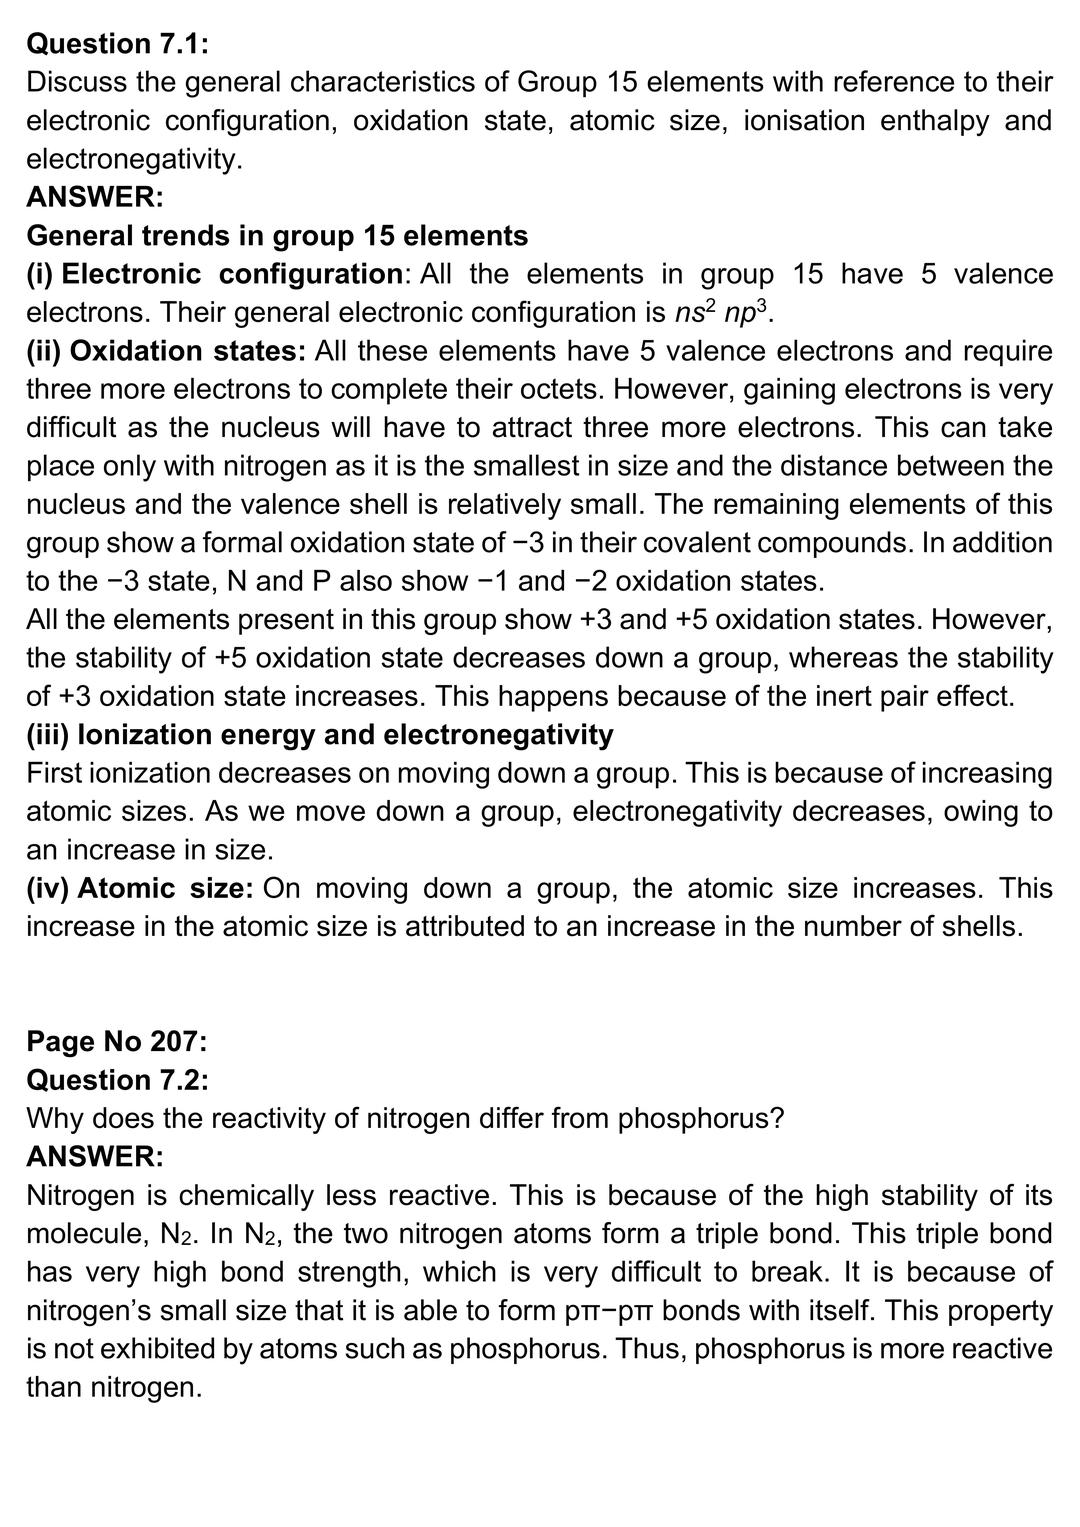 Question 7.1:
Discuss the general characteristics of Group 15 elements with reference to their
electronic configuration, oxidation state, atomic size, ionisation enthalpy and
electronegativity.
ANSWER:
General trends in group 15 elements
(i) Electronic configuration: All the elements in group 15 have 5 valence
electrons. Their general electronic configuration is ns² np³.
(ii) Oxidation states: All these elements have 5 valence electrons and require
three more electrons to complete their octets. However, gaining electrons is very
difficult as the nucleus will have to attract three more electrons. This can take
place only with nitrogen as it is the smallest in size and the distance between the
nucleus and the valence shell is relatively small. The remaining elements of this
group show a formal oxidation state of −3 in their covalent compounds. In addition
to the −3 state, N and P also show −1 and −2 oxidation states.
All the elements present in this group show +3 and +5 oxidation states. However,
the stability of +5 oxidation state decreases down a group, whereas the stability
of +3 oxidation state increases. This happens because of the inert pair effect.
(iii) Ionization energy and electronegativity
First ionization decreases on moving down a group. This is because of increasing
atomic sizes. As we move down a group, electronegativity decreases, owing to
an increase in size.
(iv) Atomic size: On moving down a group, the atomic size increases. This
increase in the atomic size is attributed to an increase in the number of shells.
Page No 207:
Question 7.2:
Why does the reactivity of nitrogen differ from phosphorus?
ANSWER:
Nitrogen is chemically less reactive. This is because of the high stability of its
molecule, N₂. In N₂, the two nitrogen atoms form a triple bond. This triple bond
has very high bond strength, which is very difficult to break. It is because of
nitrogen’s small size that it is able to form pπ−pπ bonds with itself. This property
is not exhibited by atoms such as phosphorus. Thus, phosphorus is more reactive
than nitrogen.